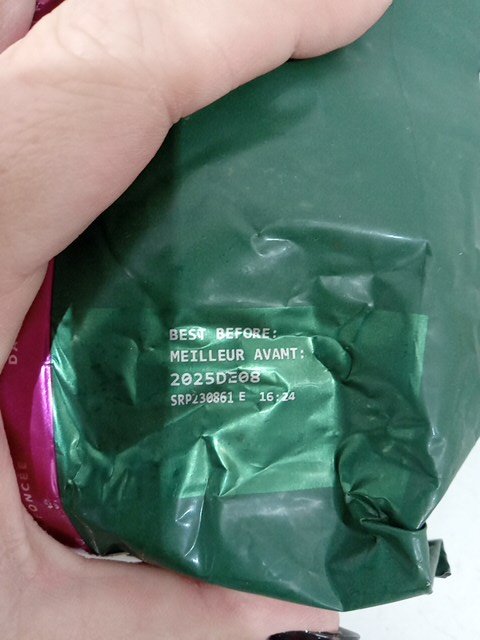 BEST BEFORE:
MEILLEUR AVANT:
2025DE08
SRP230861 E 16:24